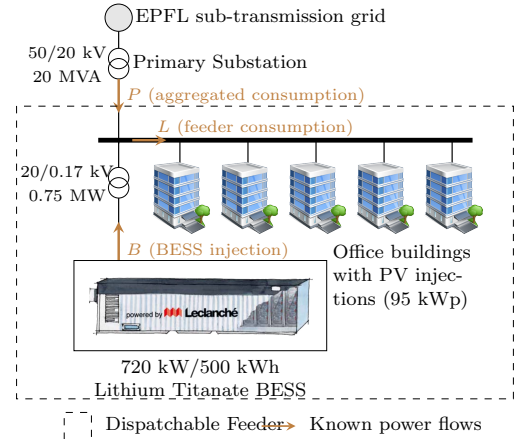 EPFL sub-transmission grid
50/20 kV
20 MVA
Primary Substation
P (aggregated consumption)
L (feeder consumption)
20/0.17 kV
0.75 MW
B (BESS injection)
Office buildings
with PV injec-
tions (95 kWp)
powered by Leclanché
720 kW/500 kWh
Lithium Titanate BESS
Dispatchable Feeder
Known power flows